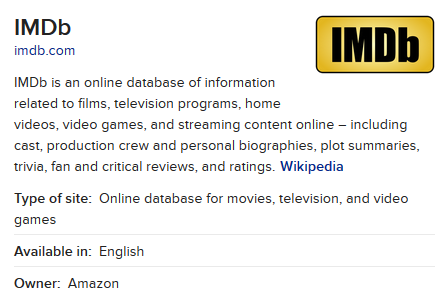 IMDb
imdb.com
IMDb
IMDb is an online database of information
related to films, television programs, home
videos, video games, and streaming content online – including
cast, production crew and personal biographies, plot summaries,
trivia, fan and critical reviews, and ratings. Wikipedia
Type of site: Online database for movies, television, and video
games
Available in: English
Owner: Amazon